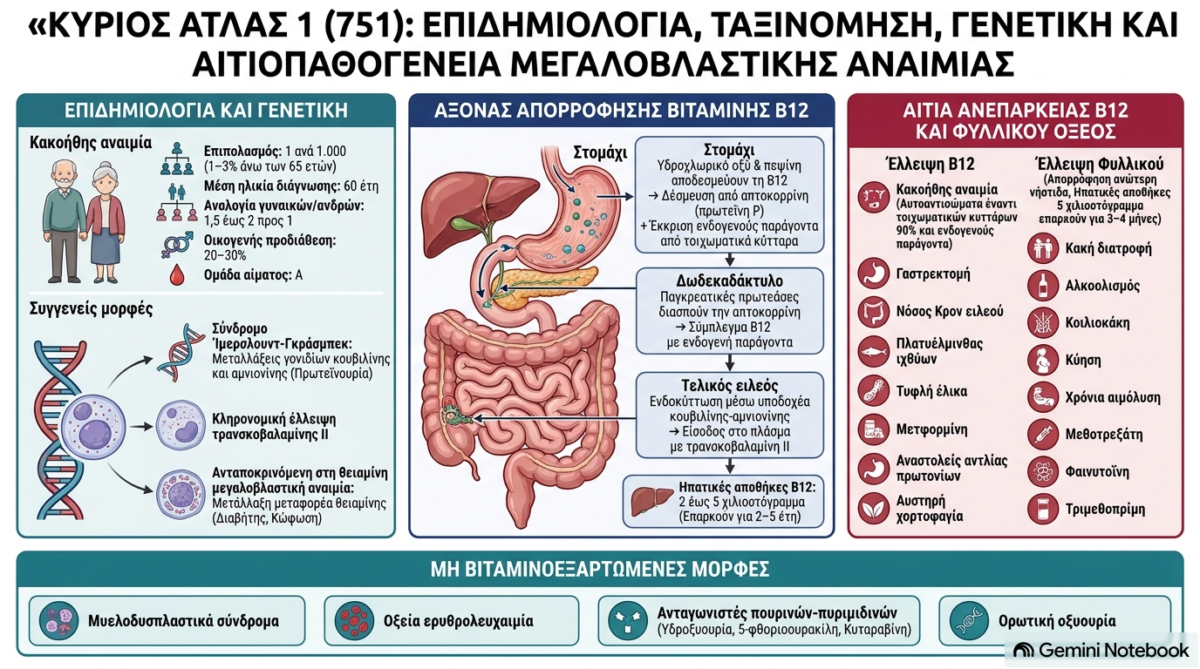 «ΚΥΡΙΟΣ ΑΤΛΑΣ 1 (751): ΕΠΙΔΗΜΙΟΛΟΓΙΑ, ΤΑΞΙΝΟΜΗΣΗ, ΓΕΝΕΤΙΚΗ ΚΑΙ
ΑΙΤΙΟΠΑΘΟΓΕΝΕΙΑ ΜΕΓΑΛΟΒΛΑΣΤΙΚΗΣ ΑΝΑΙΜΙΑΣ
ΕΠΙΔΗΜΙΟΛΟΓΙΑ ΚΑΙ ΓΕΝΕΤΙΚΗ
Κακοήθης αναιμία
Επιπολασμός: 1 ανά 1.000
(1–3% άνω των 65 ετών)
Μέση ηλικία διάγνωσης: 60 έτη
Αναλογία γυναικών/ανδρών:
1,5 έως 2 προς 1
Οικογενής προδιάθεση:
20–30%
Ομάδα αίματος: Α
Συγγενείς μορφές
Σύνδρομο
Ίμερσλουντ-Γκράσμπεκ:
Μεταλλάξεις γονιδίων κουβιλίνης
και αμνιονίνης (Πρωτεϊνουρία)
Κληρονομική έλλειψη
τρανσκοβαλαμίνης II
Ανταποκρινόμενη στη θειαμίνη
μεγαλοβλαστική αναιμία:
Μετάλλαξη μεταφορέα θειαμίνης
(Διαβήτης, Κώφωση)
ΑΞΟΝΑΣ ΑΠΟΡΡΟΦΗΣΗΣ ΒΙΤΑΜΙΝΗΣ Β12
Στομάχι
Στομάχι
Υδροχλωρικό οξύ & πεψίνη
αποδεσμεύουν τη Β12
→ Δέσμευση από απτοκορρίνη
(πρωτεΐνη Ρ)
+ Έκκριση ενδογενούς παράγοντα
από τοιχωματικά κύτταρα
Δωδεκαδάκτυλο
Παγκρεατικές πρωτεάσες
διασπούν την απτοκορρίνη
→ Σύμπλεγμα Β12
με ενδογενή παράγοντα
Τελικός ειλεός
Ενδοκύττωση μέσω υποδοχέα
κουβιλίνης-αμνιονίνης
→ Είσοδος στο πλάσμα
με τρανσκοβαλαμίνη II
Ηπατικές αποθήκες Β12:
2 έως 5 χιλιοστόγραμμα
(Επαρκούν για 2–5 έτη)
ΑΙΤΙΑ ΑΝΕΠΑΡΚΕΙΑΣ Β12
ΚΑΙ ΦΥΛΛΙΚΟΥ ΟΞΕΟΣ
Έλλειψη Β12
Κακοήθης αναιμία
(Αυτοαντιοώματα έναντι
τοιχωματικών κυττάρων
90% και ενδογενούς
παράγοντα)
Γαστρεκτομή
Νόσος Κρον ειλεού
Πλατυέλμινθας
ιχθύων
Τυφλή έλικα
Μετφορμίνη
Αναστολείς αντλίας
πρωτονίων
Αυστηρή
χορτοφαγία
Έλλειψη Φυλλικού
(Απορρόφηση ανώτερη
νήστιδα, Ηπατικές αποθήκες
5 χιλιοστόγραμμα
επαρκούν για 3–4 μήνες)
Κακή διατροφή
Αλκοολισμός
Κοιλιοκάκη
Κύηση
Χρόνια αιμόλυση
Μεθοτρεξάτη
Φαινυτοΐνη
Τριμεθοπρίμη
ΜΗ ΒΙΤΑΜΙΝΟΕΞΑΡΤΩΜΕΝΕΣ ΜΟΡΦΕΣ
Μυελοδυσπλαστικά σύνδρομα
Οξεία ερυθρολευχαιμία
Ανταγωνιστές πουρινών-πυριμιδινών
(Υδροξυουρία, 5-φθοριοουρακίλη, Κυταραβίνη)
Ορωτική οξυουρία
Gemini Notebook